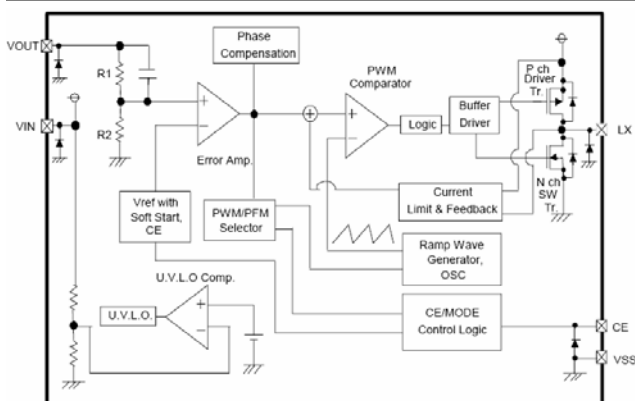 Phase
Compensation
VOUT
R1
PWM
Comparator
P ch
Driver
Tr.
VIN
R2
+
−
+
+
−
Logic
Buffer
Driver
LX
Error Amp.
Vref with
Soft Start,
CE
PWM/PFM
Selector
Current
Limit & Feedback
N ch
SW
Tr.
Ramp Wave
Generator,
OSC
U.V.L.O Comp.
U.V.L.O.
+
−
CE/MODE
Control Logic
CE
VSS